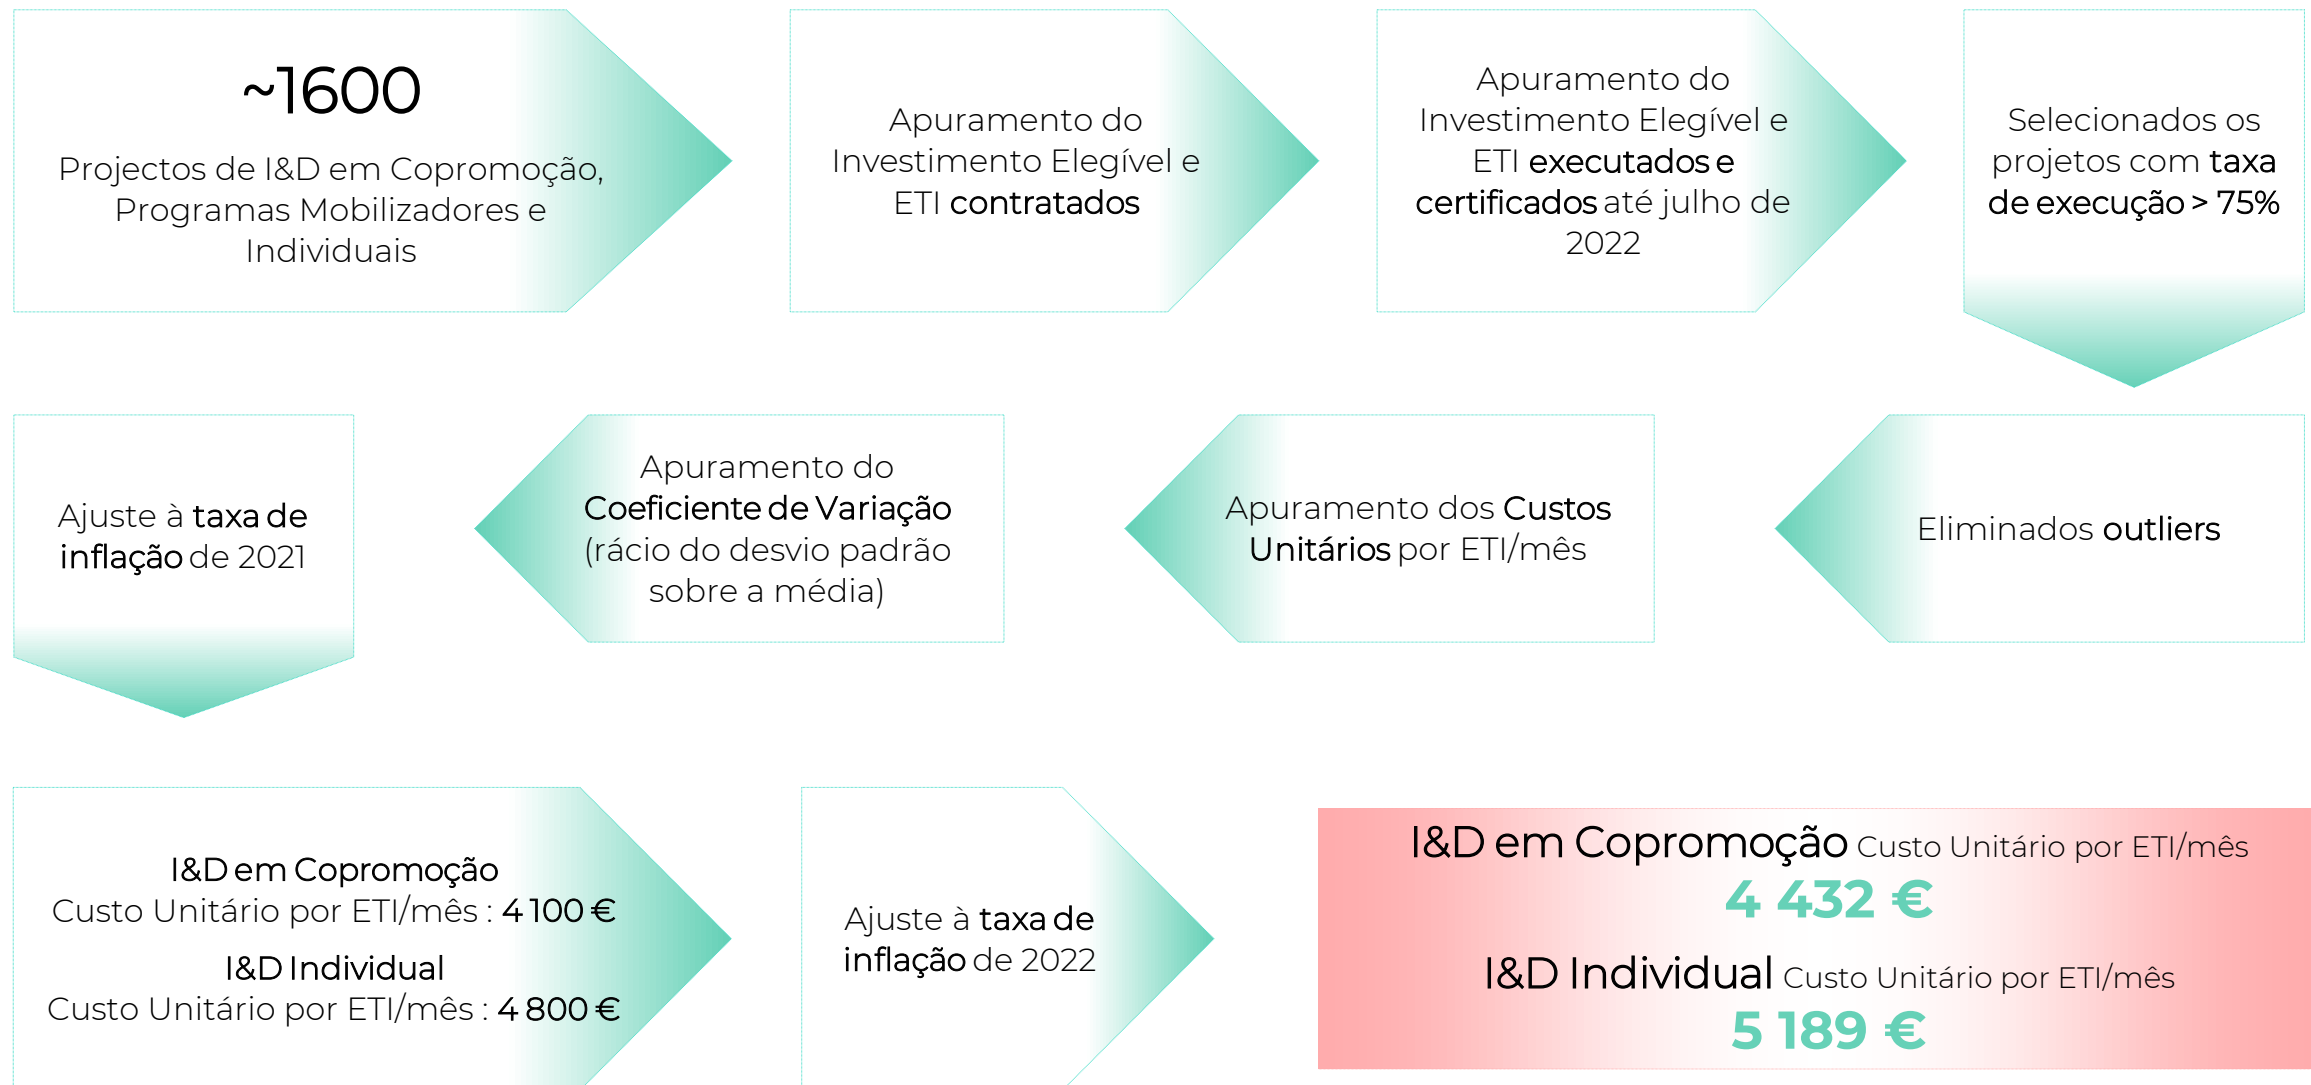 ~1600
Projectos de I&D em Copromoção,
Programas Mobilizadores e
Individuais
Apuramento do
Investimento Elegível e
ETI contratados
Apuramento do
Investimento Elegível e
ETI executados e
certificados até julho de
2022
Selecionados os
projetos com taxa
de execução > 75%
Eliminados outliers
Apuramento dos Custos
Unitários por ETI/mês
Apuramento do
Coeficiente de Variação
(rácio do desvio padrão
sobre a média)
Ajuste à taxa de
inflação de 2021
I&D em Copromoção
Custo Unitário por ETI/mês : 4 100 €
I&D Individual
Custo Unitário por ETI/mês : 4 800 €
Ajuste à taxa de
inflação de 2022
I&D em Copromoção Custo Unitário por ETI/mês
4 432 €
I&D Individual Custo Unitário por ETI/mês
5 189 €